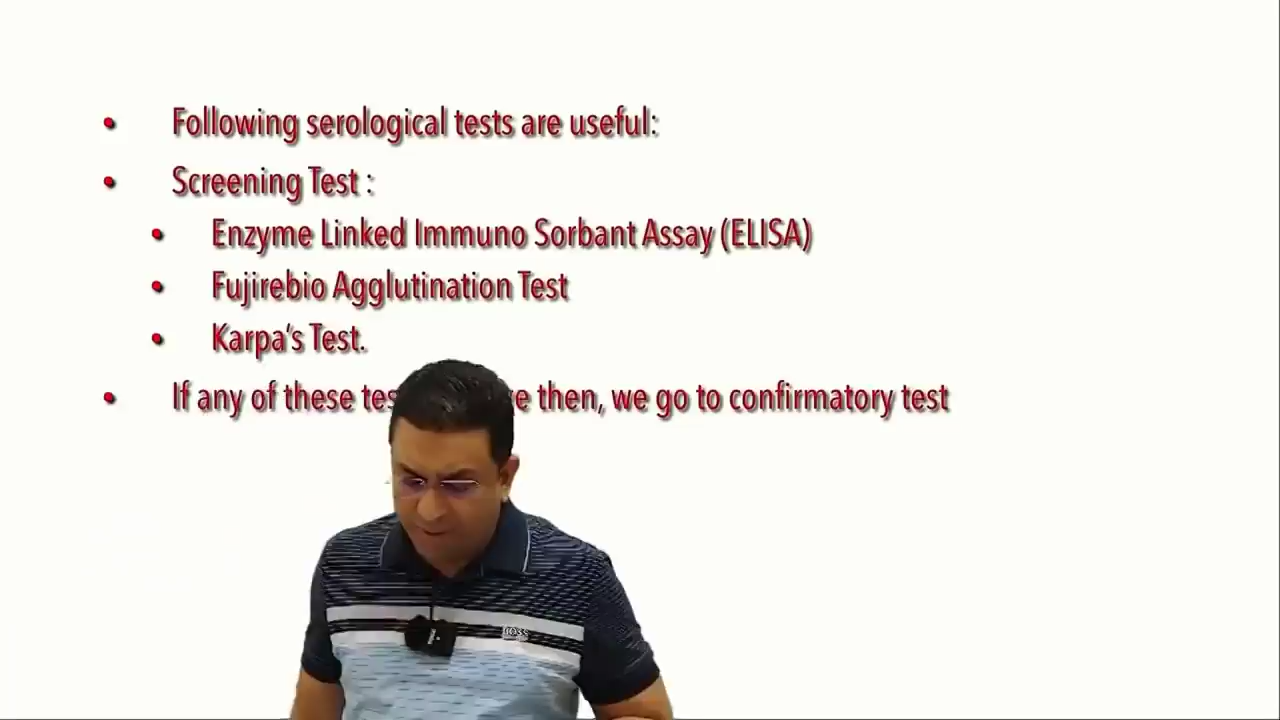 • Following serological tests are useful:
• Screening Test :
• Enzyme Linked Immuno Sorbant Assay (ELISA)
• Fujirebio Agglutination Test
• Karpa's Test.
• If any of these then, we go to confirmatory test
BOSS